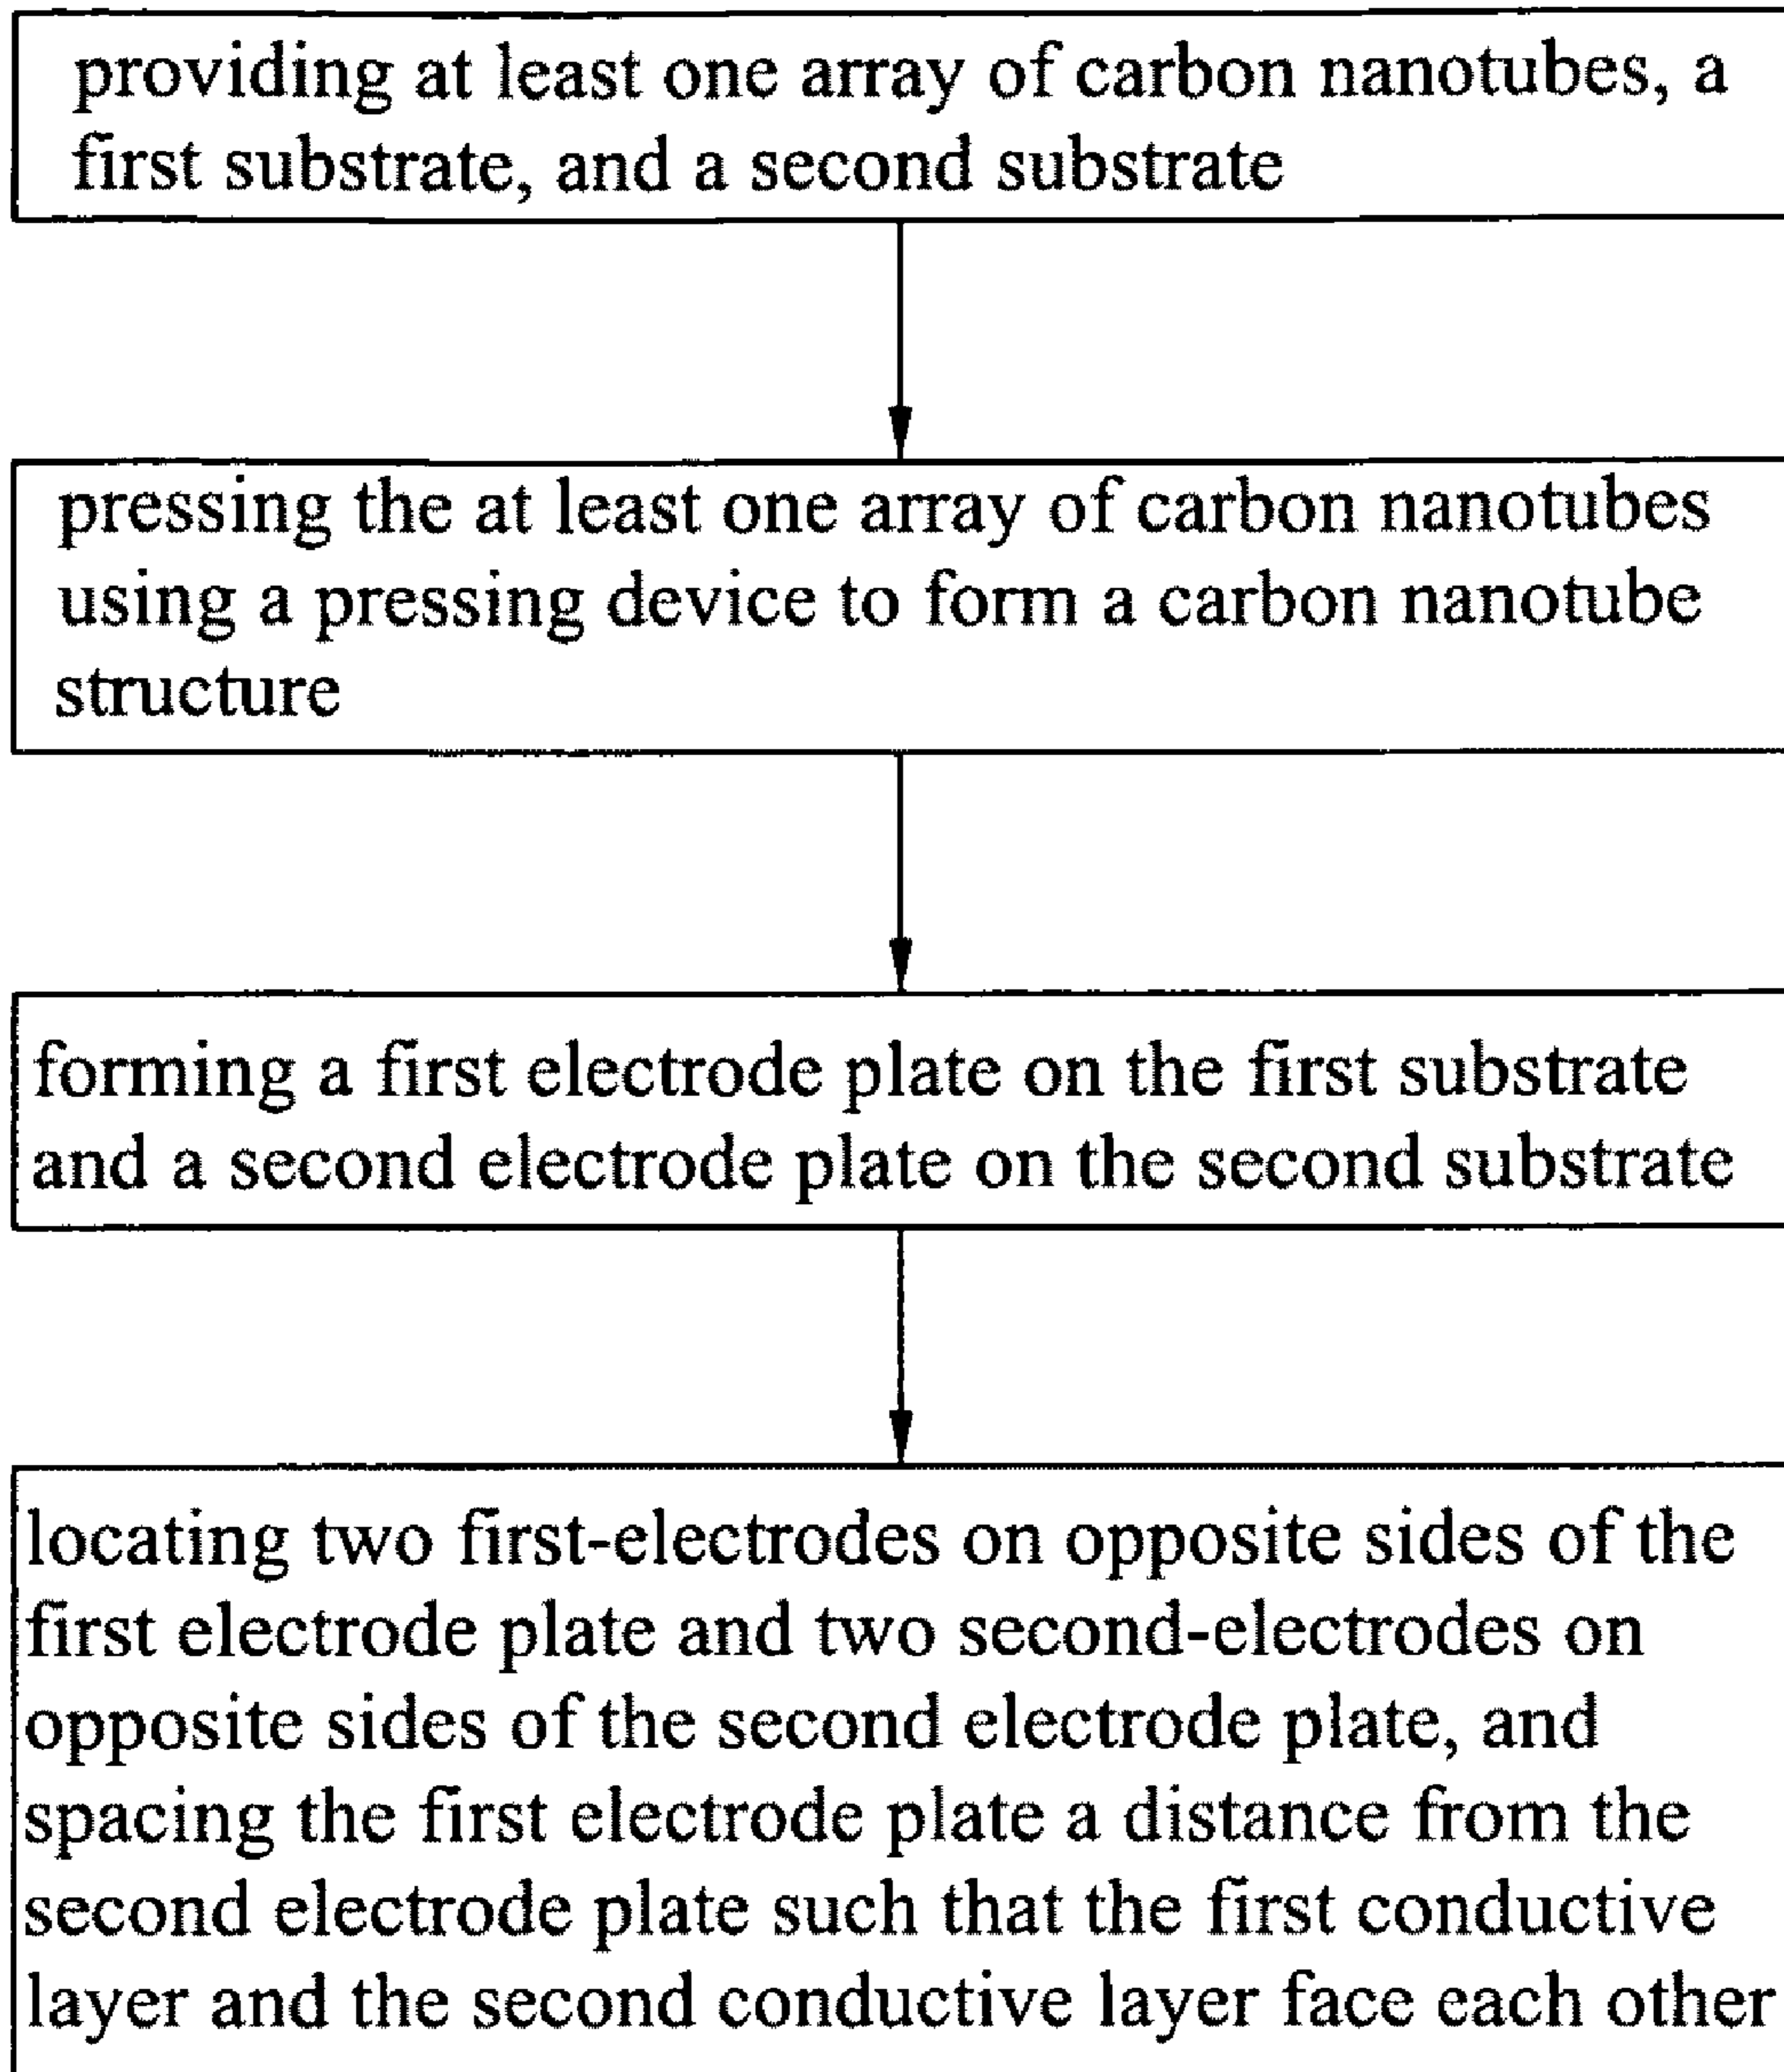 providing at least one array of carbon nanotubes, a
first substrate, and a second substrate
pressing the at least one array of carbon nanotubes
using a pressing device to form a carbon nanotube
structure
forming a first electrode plate on the first substrate
and a second electrode plate on the second substrate
locating two first-electrodes on opposite sides of the
first electrode plate and two second-electrodes on
opposite sides of the second electrode plate, and
spacing the first electrode plate a distance from the
second electrode plate such that the first conductive
layer and the second conductive layer face each other